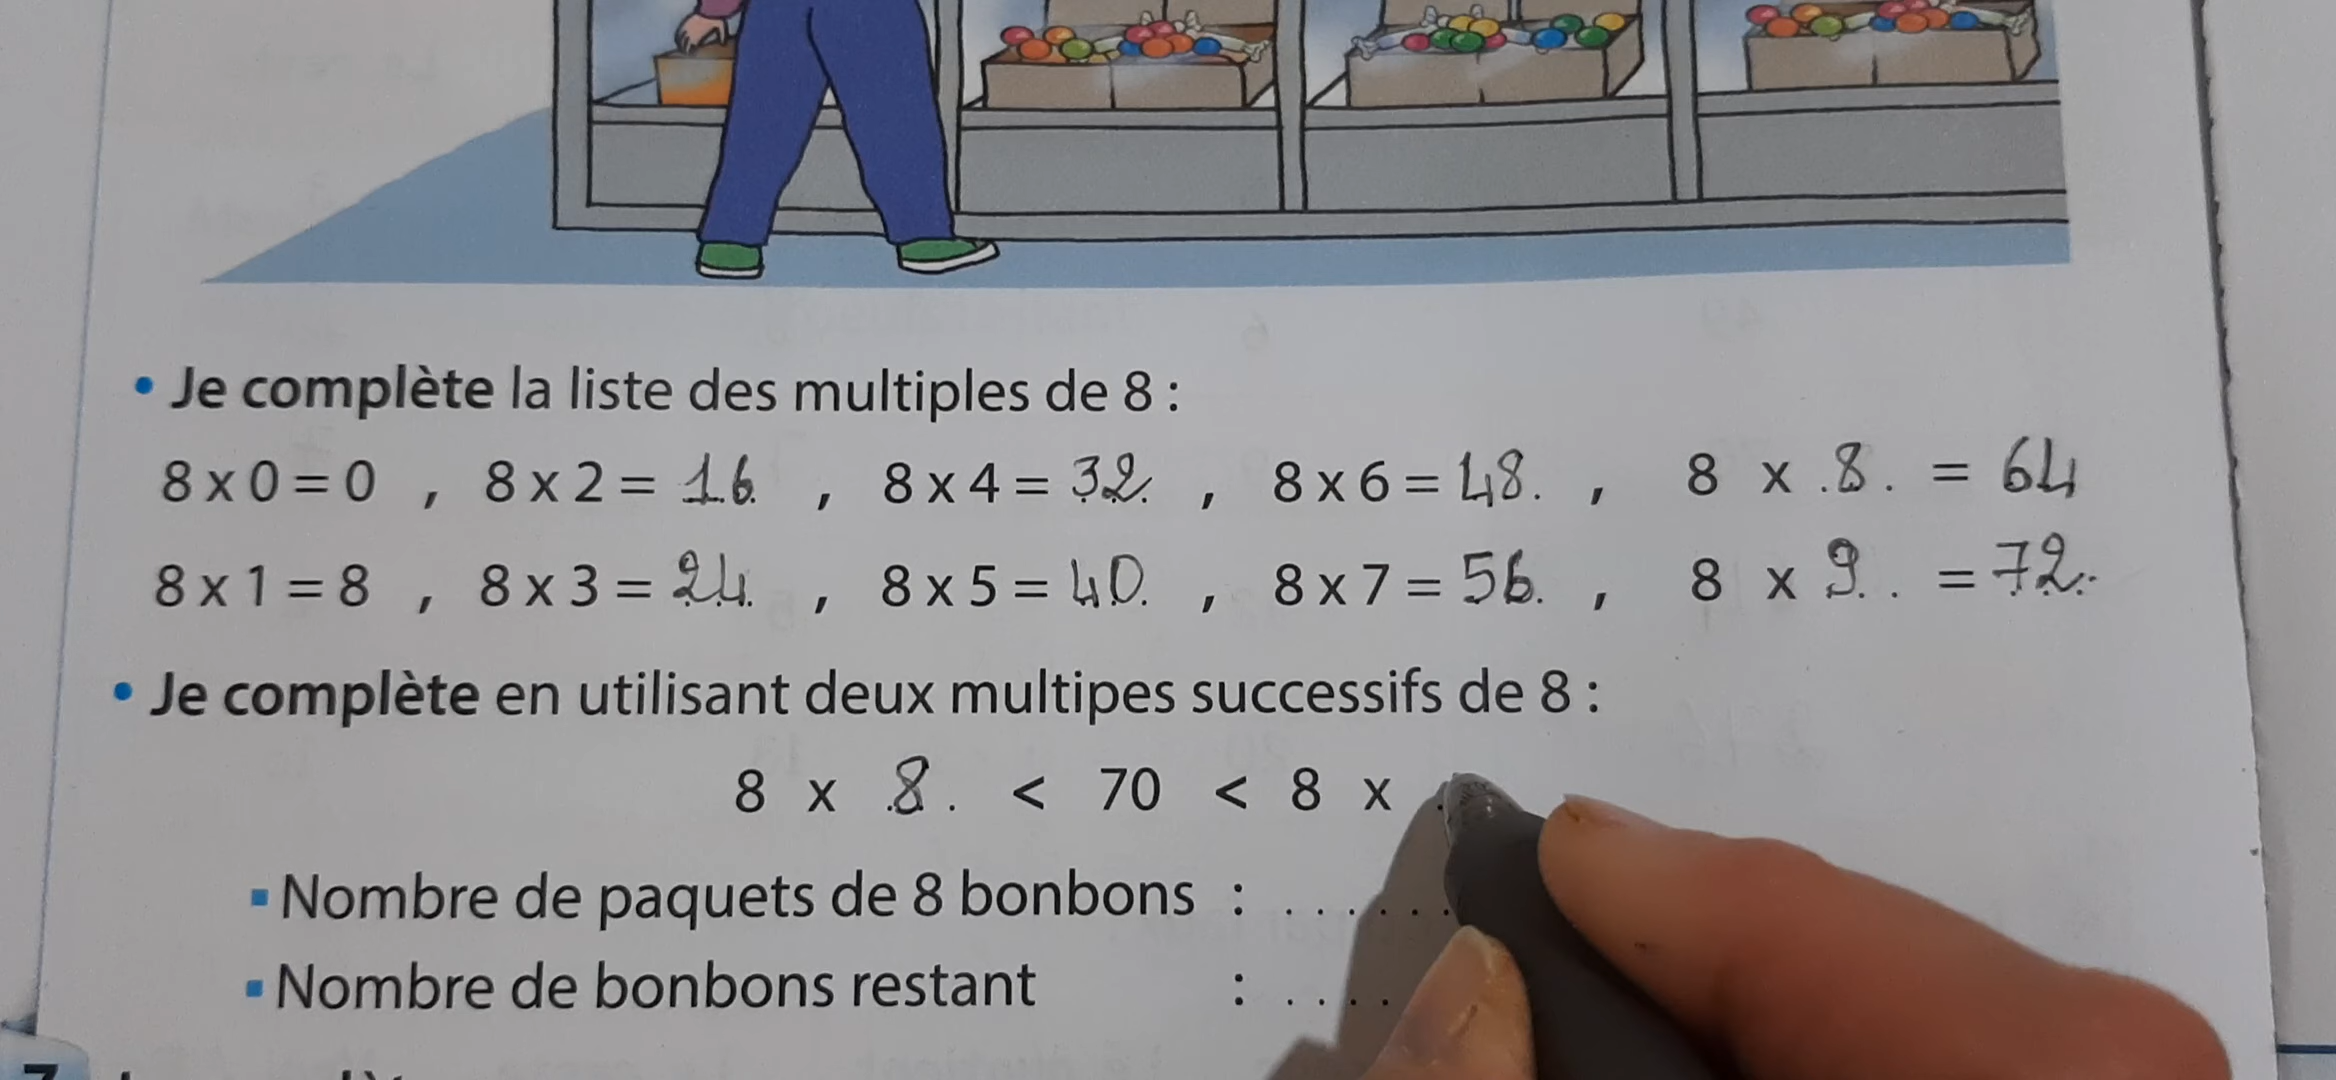 • Je complète la liste des multiples de 8 :
8 x 0 = 0 , 8 x 2 = 16 , 8 x 4 = 32 , 8 x 6 = 48 , 8 x 8 = 64
8 x 1 = 8 , 8 x 3 = 24 , 8 x 5 = 40 , 8 x 7 = 56 , 8 x 9 = 72
• Je complète en utilisant deux multipes successifs de 8 :
8 x 8 < 70 < 8 x
▪ Nombre de paquets de 8 bonbons : ......
▪ Nombre de bonbons restant : ....